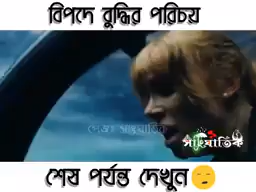 বিপদে বুদ্ধির পরিচয়
পেজঃ সাংঘাতিক
সাংঘাতিক
শেষ পর্যন্ত দেখুন😔